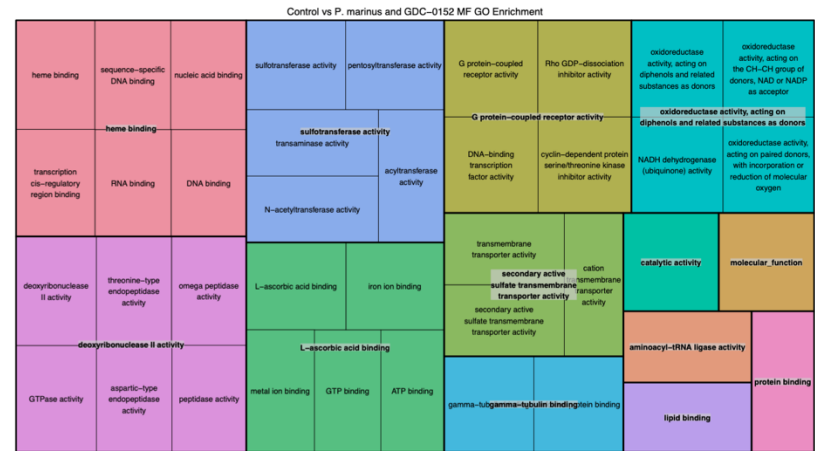 Control vs P. marinus and GDC−0152 MF GO Enrichment
heme binding
sequence−specific
DNA binding
nucleic acid binding
heme binding
transcription
cis−regulatory
region binding
RNA binding
DNA binding
deoxyribonuclease
II activity
threonine−type
endopeptidase
activity
omega peptidase
activity
deoxyribonuclease II activity
GTPase activity
aspartic−type
endopeptidase
activity
peptidase activity
sulfotransferase activity
pentosyltransferase activity
sulfotransferase activity
transaminase activity
acyltransferase
activity
N−acetyltransferase activity
L−ascorbic acid binding
iron ion binding
L−ascorbic acid binding
metal ion binding
GTP binding
ATP binding
G protein−coupled
receptor activity
Rho GDP−dissociation
inhibitor activity
G protein−coupled receptor activity
DNA−binding
transcription
factor activity
cyclin−dependent protein
serine/threonine kinase
inhibitor activity
transmembrane
transporter activity
secondary active
sulfate transmembrane
transporter activity
cation
transmembrane
transporter
activity
secondary active
sulfate transmembrane
transporter activity
gamma−tubulin binding
protein binding
oxidoreductase
activity, acting on
diphenols and related
substances as donors
oxidoreductase
activity, acting on
the CH−CH group of
donors, NAD or NADP
as acceptor
oxidoreductase activity, acting on
diphenols and related substances as donors
NADH dehydrogenase
(ubiquinone) activity
oxidoreductase activity,
acting on paired donors,
with incorporation or
reduction of molecular
oxygen
catalytic activity
molecular_function
aminoacyl−tRNA ligase activity
protein binding
lipid binding